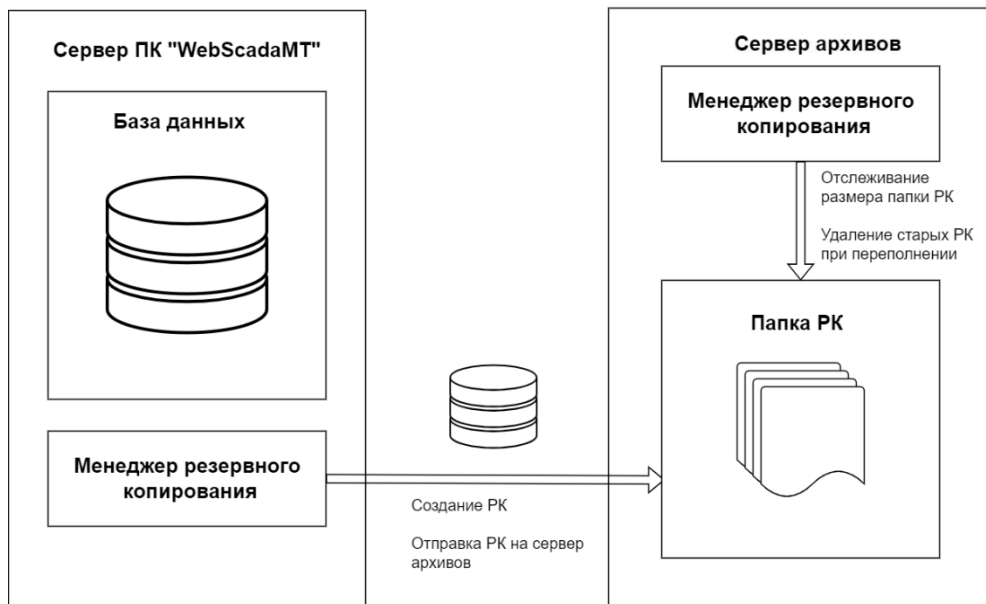 Сервер ПК "WebScadaMT"
База данных
Менеджер резервного
копирования
Создание РК
Отправка РК на сервер
архивов
Сервер архивов
Менеджер резервного
копирования
Отслеживание
размера папки РК
Удаление старых РК
при переполнении
Папка РК